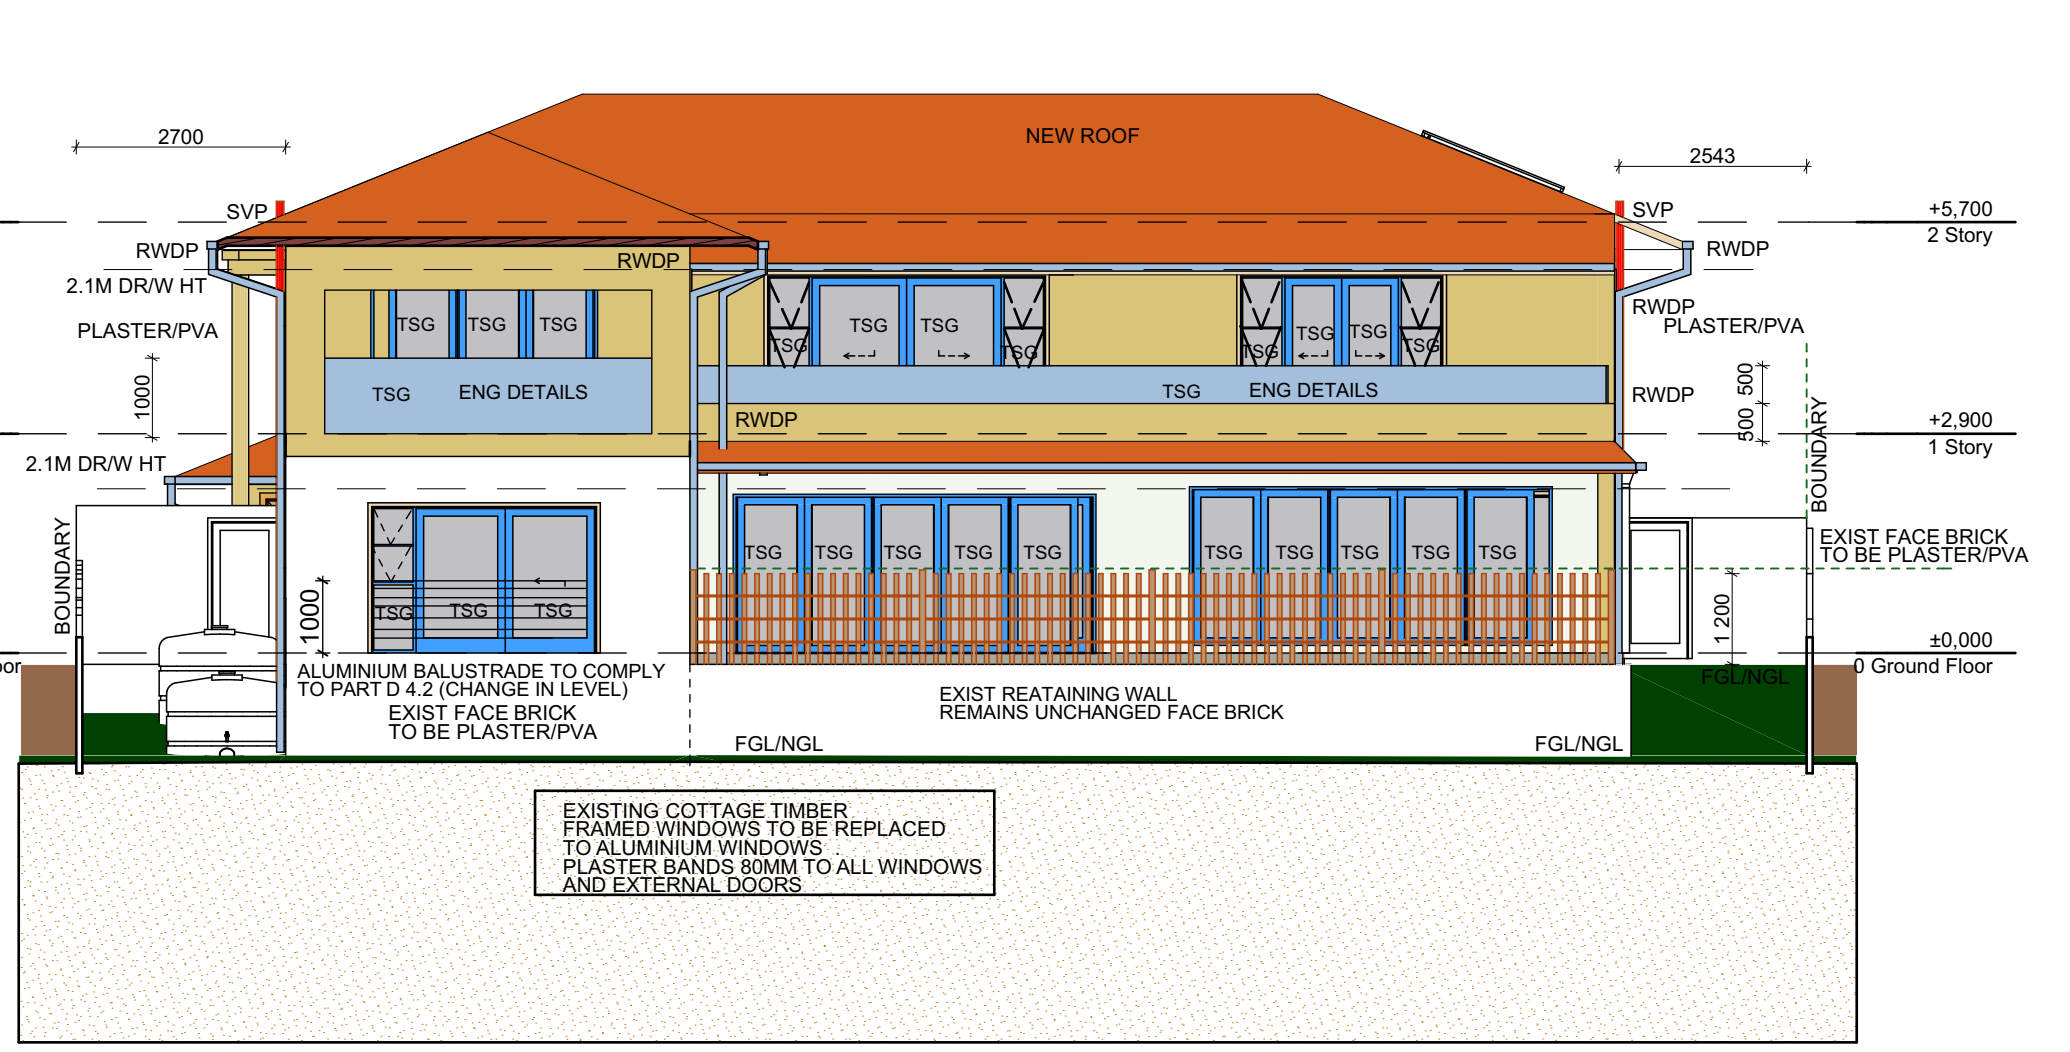 NEW ROOF
2700
2543
SVP
SVP
+5,700
2 Story
RWDP
RWDP
RWDP
2.1M DR/W HT
RWDP
PLASTER/PVA
PLASTER/PVA
TSG
TSG
TSG
TSG
TSG
TSG
TSG
TSG
TSG
TSG
TSG
1000
TSG
ENG DETAILS
TSG
ENG DETAILS
RWDP
500
500
RWDP
+2,900
1 Story
2.1M DR/W HT
BOUNDARY
BOUNDARY
EXIST FACE BRICK
TO BE PLASTER/PVA
TSG
TSG
TSG
TSG
TSG
TSG
TSG
TSG
TSG
TSG
1000
TSG
TSG
TSG
1 200
±0,000
0 Ground Floor
oor
FGL/NGL
ALUMINIUM BALUSTRADE TO COMPLY
TO PART D 4.2 (CHANGE IN LEVEL)
EXIST FACE BRICK
TO BE PLASTER/PVA
EXIST REATAINING WALL
REMAINS UNCHANGED FACE BRICK
FGL/NGL
FGL/NGL
EXISTING COTTAGE TIMBER
FRAMED WINDOWS TO BE REPLACED
TO ALUMINIUM WINDOWS .
PLASTER BANDS 80MM TO ALL WINDOWS
AND EXTERNAL DOORS